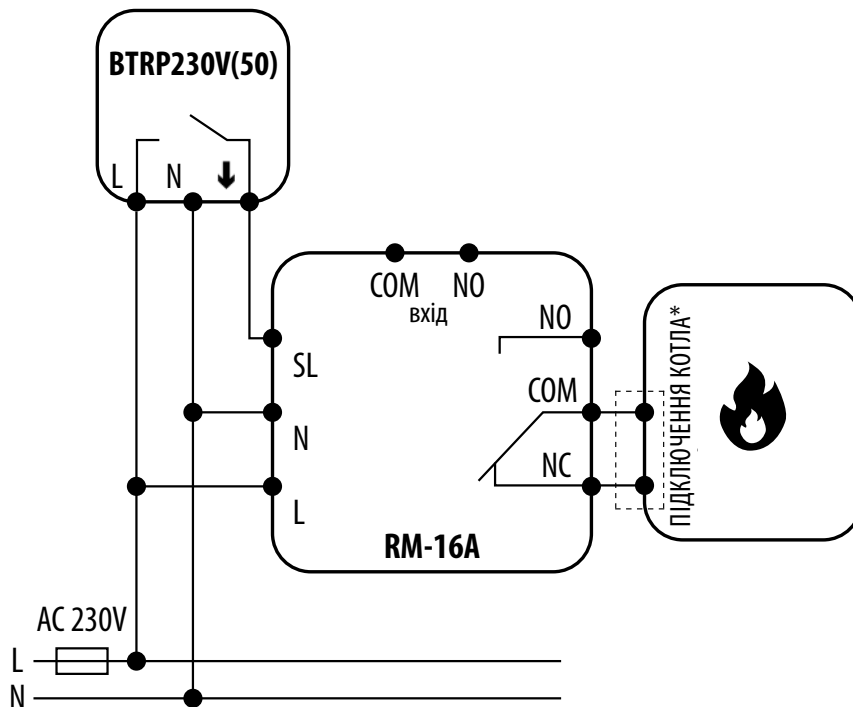 BTRP230V(50)
L N
COM NO
вхід
NO
SL
COM
N
NC
L
RM-16A
ПІДКЛЮЧЕННЯ КОТЛА*
AC 230V
L
N